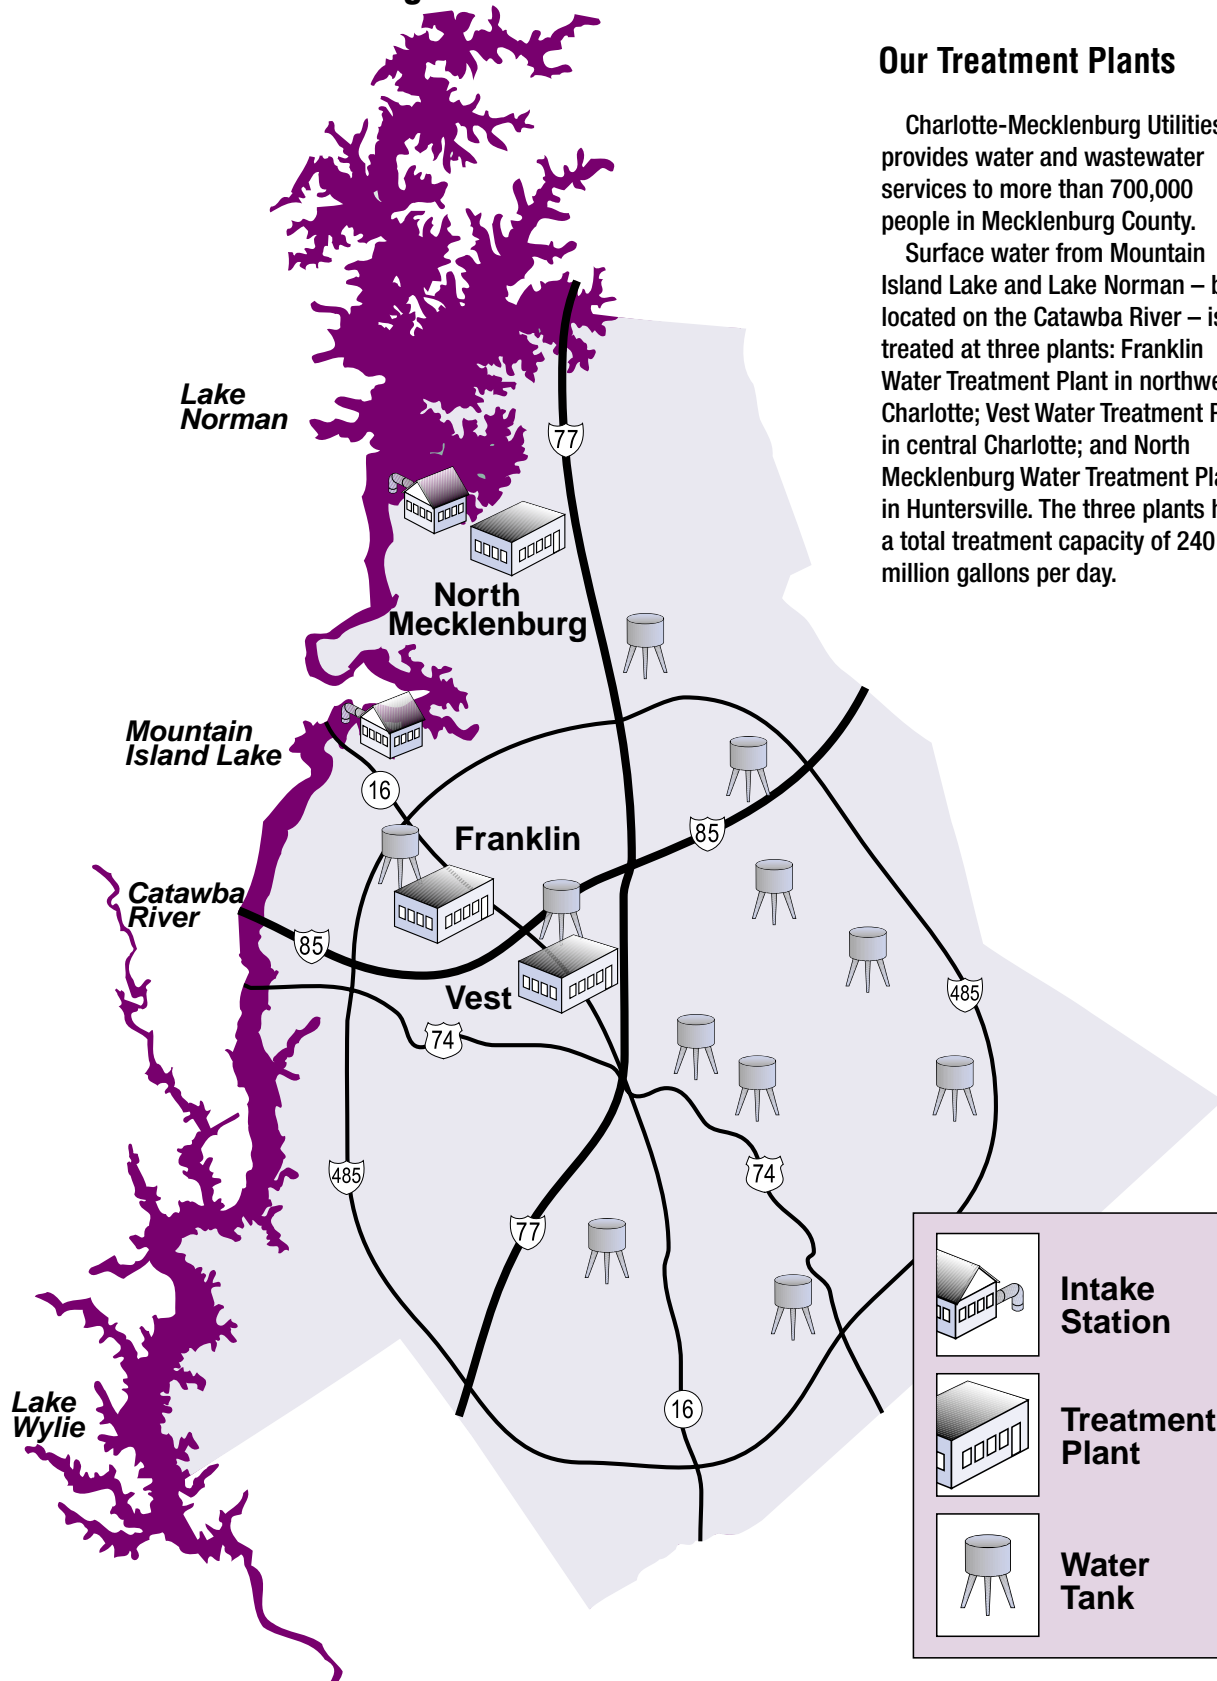 Our Treatment Plants
Charlotte-Mecklenburg Utilities
provides water and wastewater
services to more than 700,000
people in Mecklenburg County.
Surface water from Mountain
Island Lake and Lake Norman –
located on the Catawba River –
treated at three plants: Franklin
Water Treatment Plant in
Charlotte; Vest Water Treatment
in central Charlotte; and North
Mecklenburg Water Treatment
in Huntersville. The three plants
a total treatment capacity of 240
million gallons per day.
Lake
Norman
77
North
Mecklenburg
Mountain
Island Lake
16
Franklin
85
Catawba
River
85
Vest
485
74
485
74
77
Lake
Wylie
16
Intake
Station
Treatment
Plant
Water
Tank